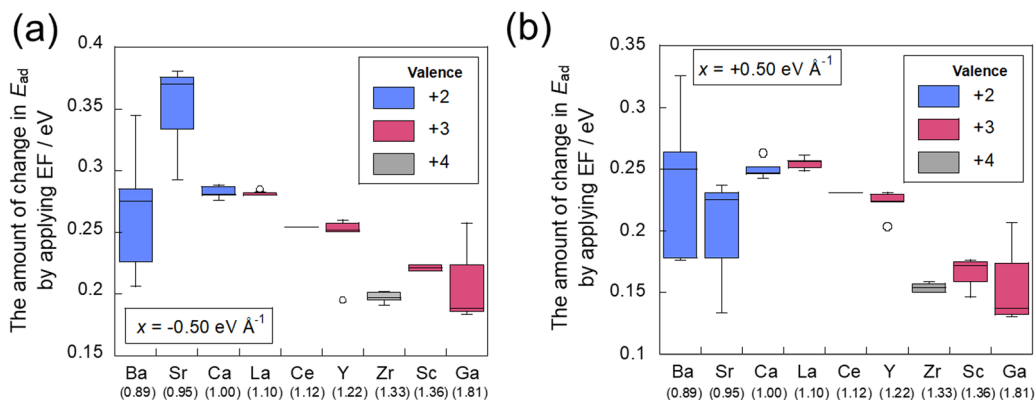 (a)
The amount of change in Ead
by applying EF / eV
0.4
0.35
0.3
0.25
0.2
0.15
Valence
+2
+3
+4
x = -0.50 eV Å-1
Ba Sr Ca La Ce Y Zr Sc Ga
(0.89) (0.95) (1.00) (1.10) (1.12) (1.22) (1.33) (1.36) (1.81)
(b)
The amount of change in Ead
by applying EF / eV
0.35
0.3
0.25
0.2
0.15
0.1
x = +0.50 eV Å-1
Valence
+2
+3
+4
Ba Sr Ca La Ce Y Zr Sc Ga
(0.89) (0.95) (1.00) (1.10) (1.12) (1.22) (1.33) (1.36) (1.81)